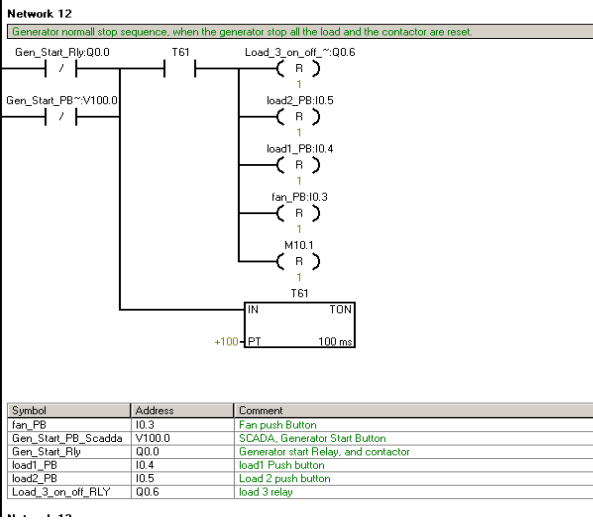 Network 12
Generator normall stop sequence, when the generator stop all the load and the contactor are reset.
Gen_Start_Rly:Q0.0 T61 Load_3_on_off_~:Q0.6
/ R
1
Gen_Start_PB~:V100.0 load2_PB:I0.5
/ R
1
load1_PB:I0.4
R
1
fan_PB:I0.3
R
1
M10.1
R
1
T61
IN TON
+100 PT 100 ms
Symbol Address Comment
fan_PB I0.3 Fan push Button
Gen_Start_PB_Scadda V100.0 SCADA, Generator Start Button
Gen_Start_Rly Q0.0 Generator start Relay, and contactor
load1_PB I0.4 load1 Push button
load2_PB I0.5 Load 2 push button
Load_3_on_off_RLY Q0.6 load 3 relay